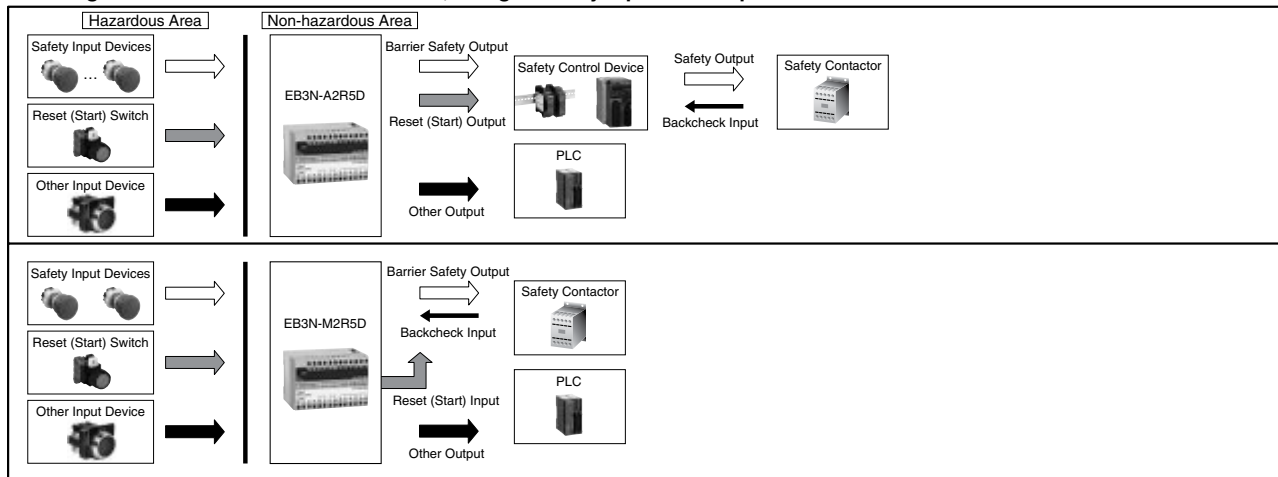 Hazardous Area
Non-hazardous Area
Safety Input Devices
...
Reset (Start) Switch
Other Input Device
EB3N-A2R5D
Barrier Safety Output
Reset (Start) Output
Other Output
Safety Control Device
PLC
Safety Output
Backcheck Input
Safety Contactor
Safety Input Devices
Reset (Start) Switch
Other Input Device
EB3N-M2R5D
Barrier Safety Output
Backcheck Input
Reset (Start) Input
Other Output
Safety Contactor
PLC